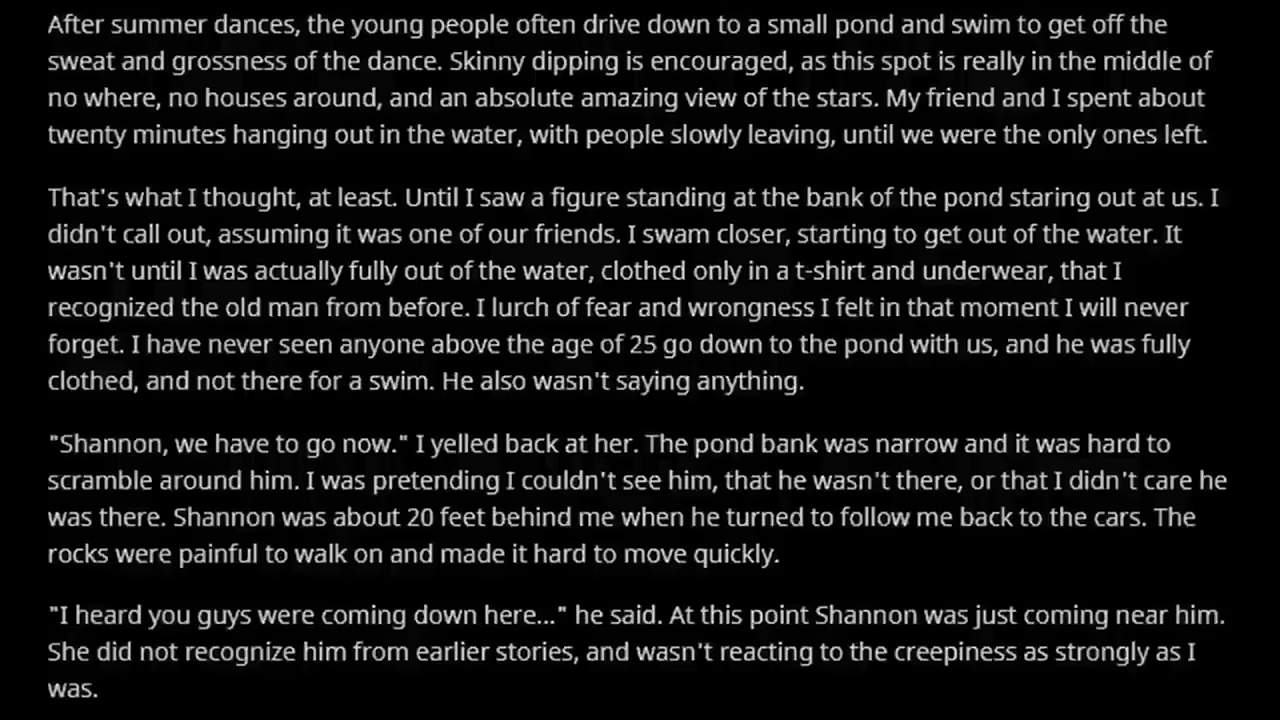 After summer dances, the young people often drive down to a small pond and swim to get off the
sweat and grossness of the dance. Skinny dipping is encouraged, as this spot is really in the middle of
no where, no houses around, and an absolute amazing view of the stars. My friend and I spent about
twenty minutes hanging out in the water, with people slowly leaving, until we were the only ones left.
That's what I thought, at least. Until I saw a figure standing at the bank of the pond staring out at us. I
didn't call out, assuming it was one of our friends. I swam closer, starting to get out of the water. It
wasn't until I was actually fully out of the water, clothed only in a t-shirt and underwear, that I
recognized the old man from before. I lurch of fear and wrongness I felt in that moment I will never
forget. I have never seen anyone above the age of 25 go down to the pond with us, and he was fully
clothed, and not there for a swim. He also wasn't saying anything.
"Shannon, we have to go now." I yelled back at her. The pond bank was narrow and it was hard to
scramble around him. I was pretending I couldn't see him, that he wasn't there, or that I didn't care he
was there. Shannon was about 20 feet behind me when he turned to follow me back to the cars. The
rocks were painful to walk on and made it hard to move quickly.
"I heard you guys were coming down here..." he said. At this point Shannon was just coming near him.
She did not recognize him from earlier stories, and wasn't reacting to the creepiness as strongly as I
was.